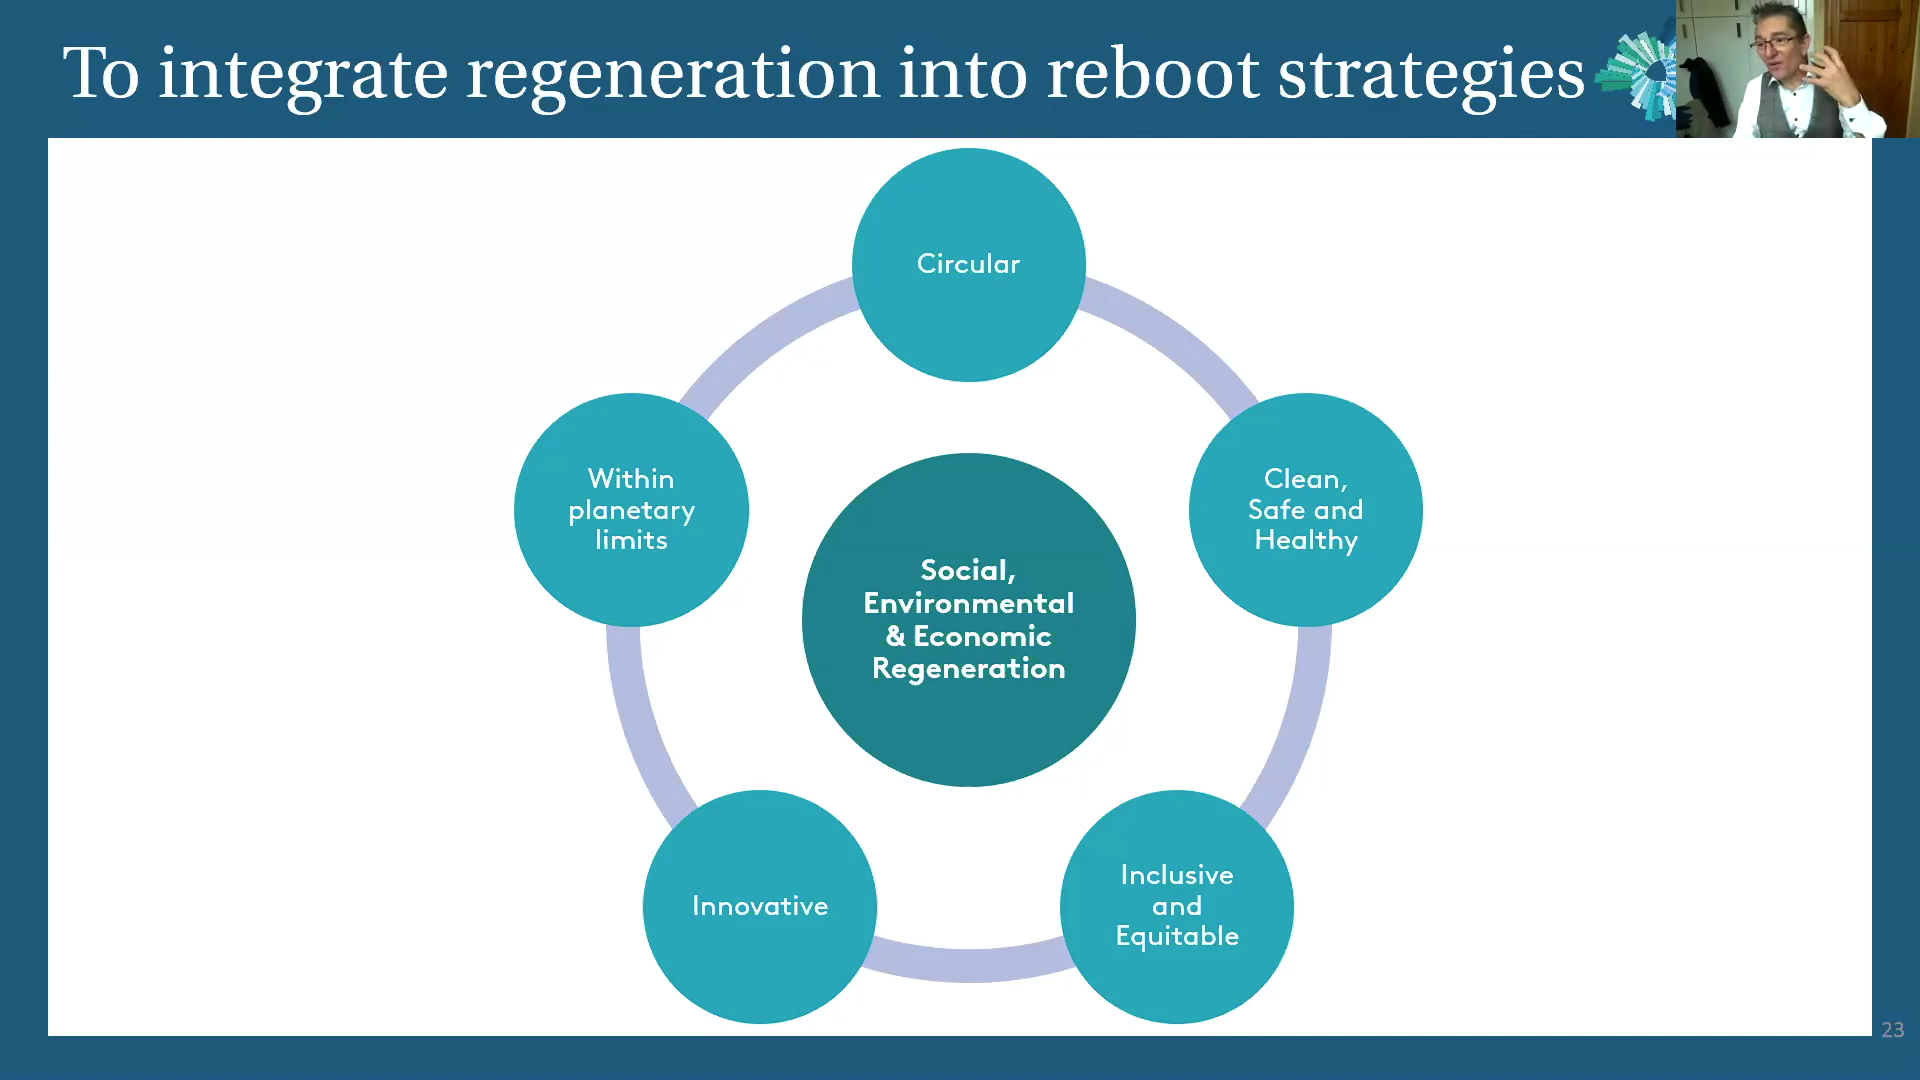 To integrate regeneration into reboot strategies
Circular
Within
planetary
limits
Clean,
Safe and
Healthy
Social,
Environmental
& Economic
Regeneration
Innovative
Inclusive
and
Equitable
23